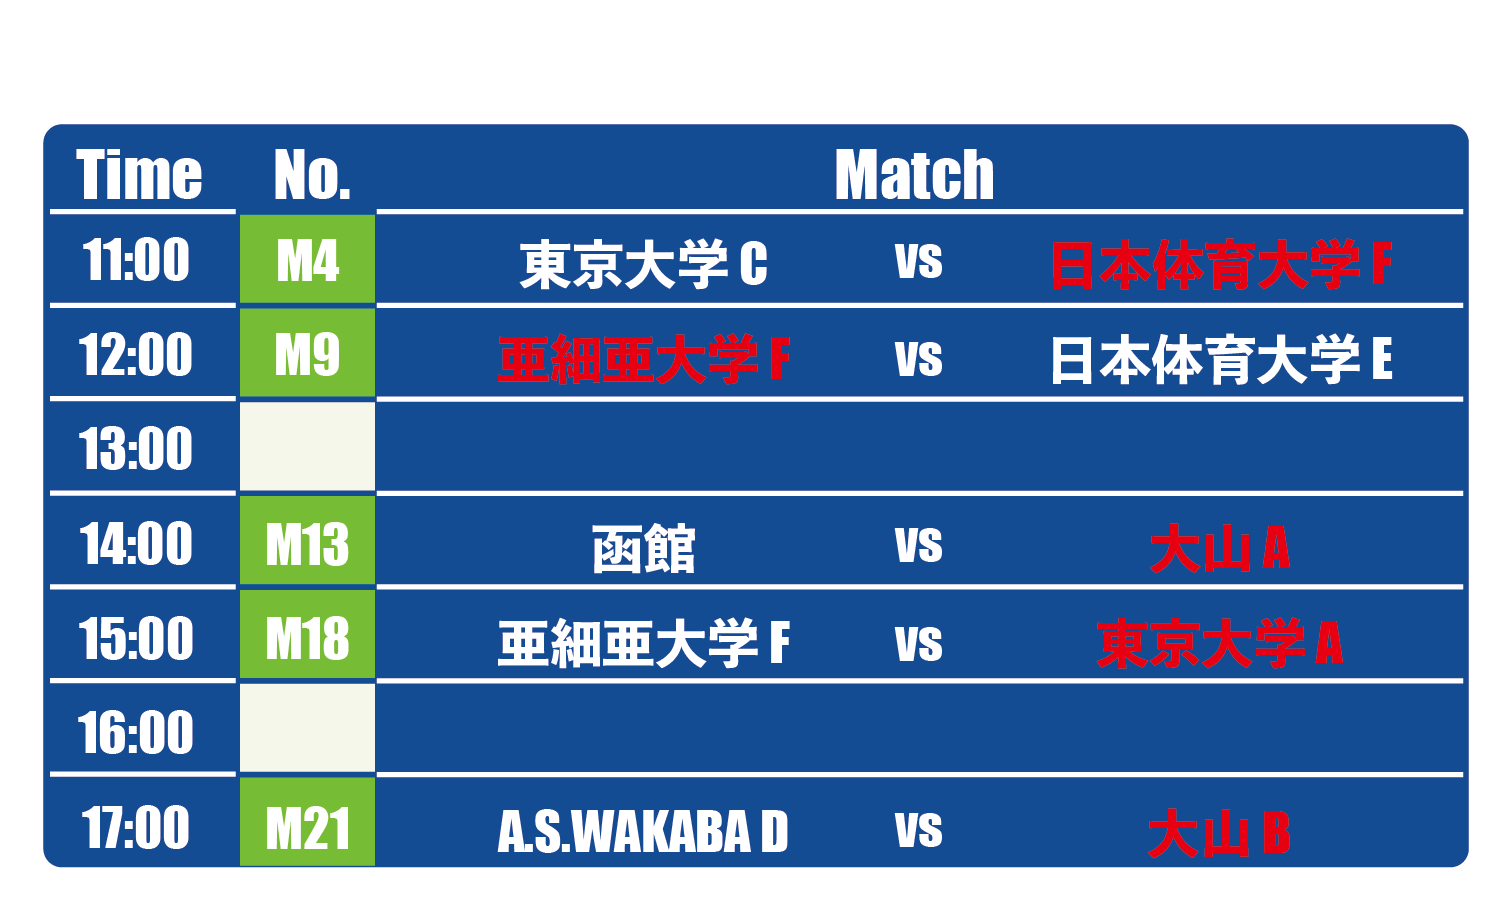 Time No. Match
11:00 M4 東京大学 C VS 日本体育大学 F
12:00 M9 亜細亜大学 F VS 日本体育大学 E
13:00
14:00 M13 函館 VS 大山 A
15:00 M18 亜細亜大学 F VS 東京大学 A
16:00
17:00 M21 A.S.WAKABA D VS 大山 B